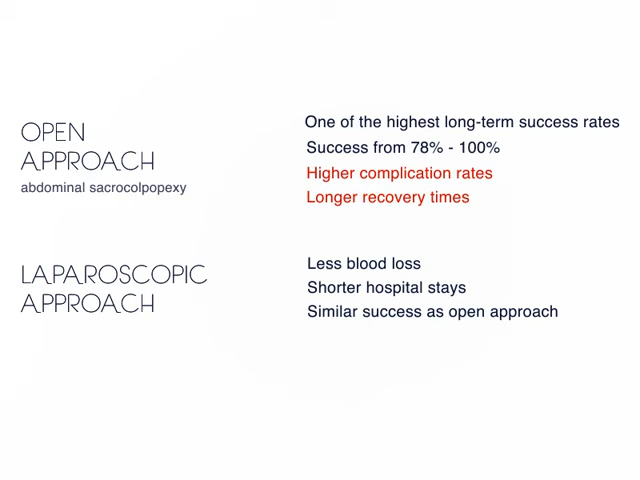 OPEN
APPROACH
abdominal sacrocolpopexy
One of the highest long-term success rates
Success from 78% - 100%
Higher complication rates
Longer recovery times
LAPAROSCOPIC
APPROACH
Less blood loss
Shorter hospital stays
Similar success as open approach